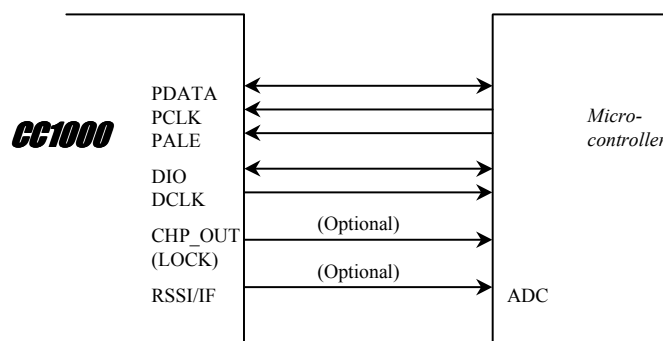 PDATA
PCLK
PALE
CC1000
Micro-
controller
DIO
DCLK
CHP_OUT
(LOCK)
(Optional)
RSSI/IF
(Optional)
ADC